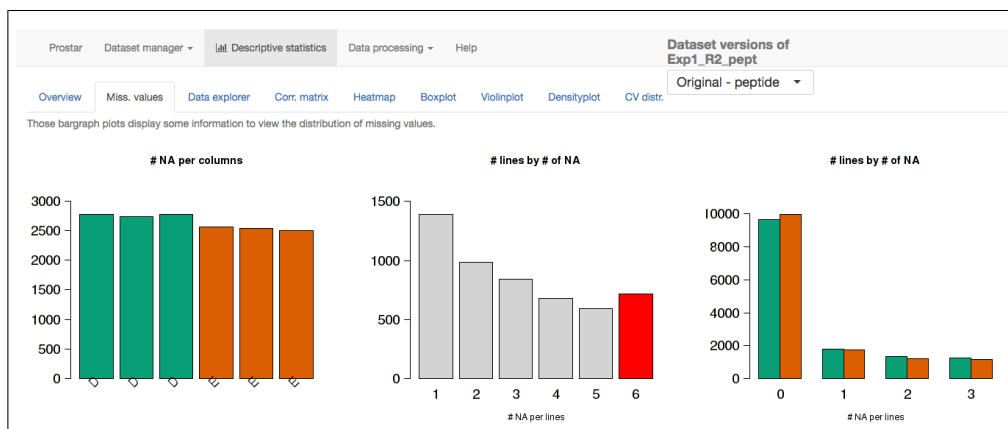 Prostar Dataset manager Descriptive statistics Data processing Help
Dataset versions of
Exp1_R2_pept
Original - peptide
Overview Miss. values Data explorer Corr. matrix Heatmap Boxplot Violinplot Densityplot CV distr.
Those bargraph plots display some information to view the distribution of missing values.
# NA per columns
3000
2500
2000
1500
1000
500
0
D D D E E E
# lines by # of NA
1500
1000
500
0
1 2 3 4 5 6
# NA per lines
# lines by # of NA
10000
8000
6000
4000
2000
0
0 1 2 3
# NA per lines